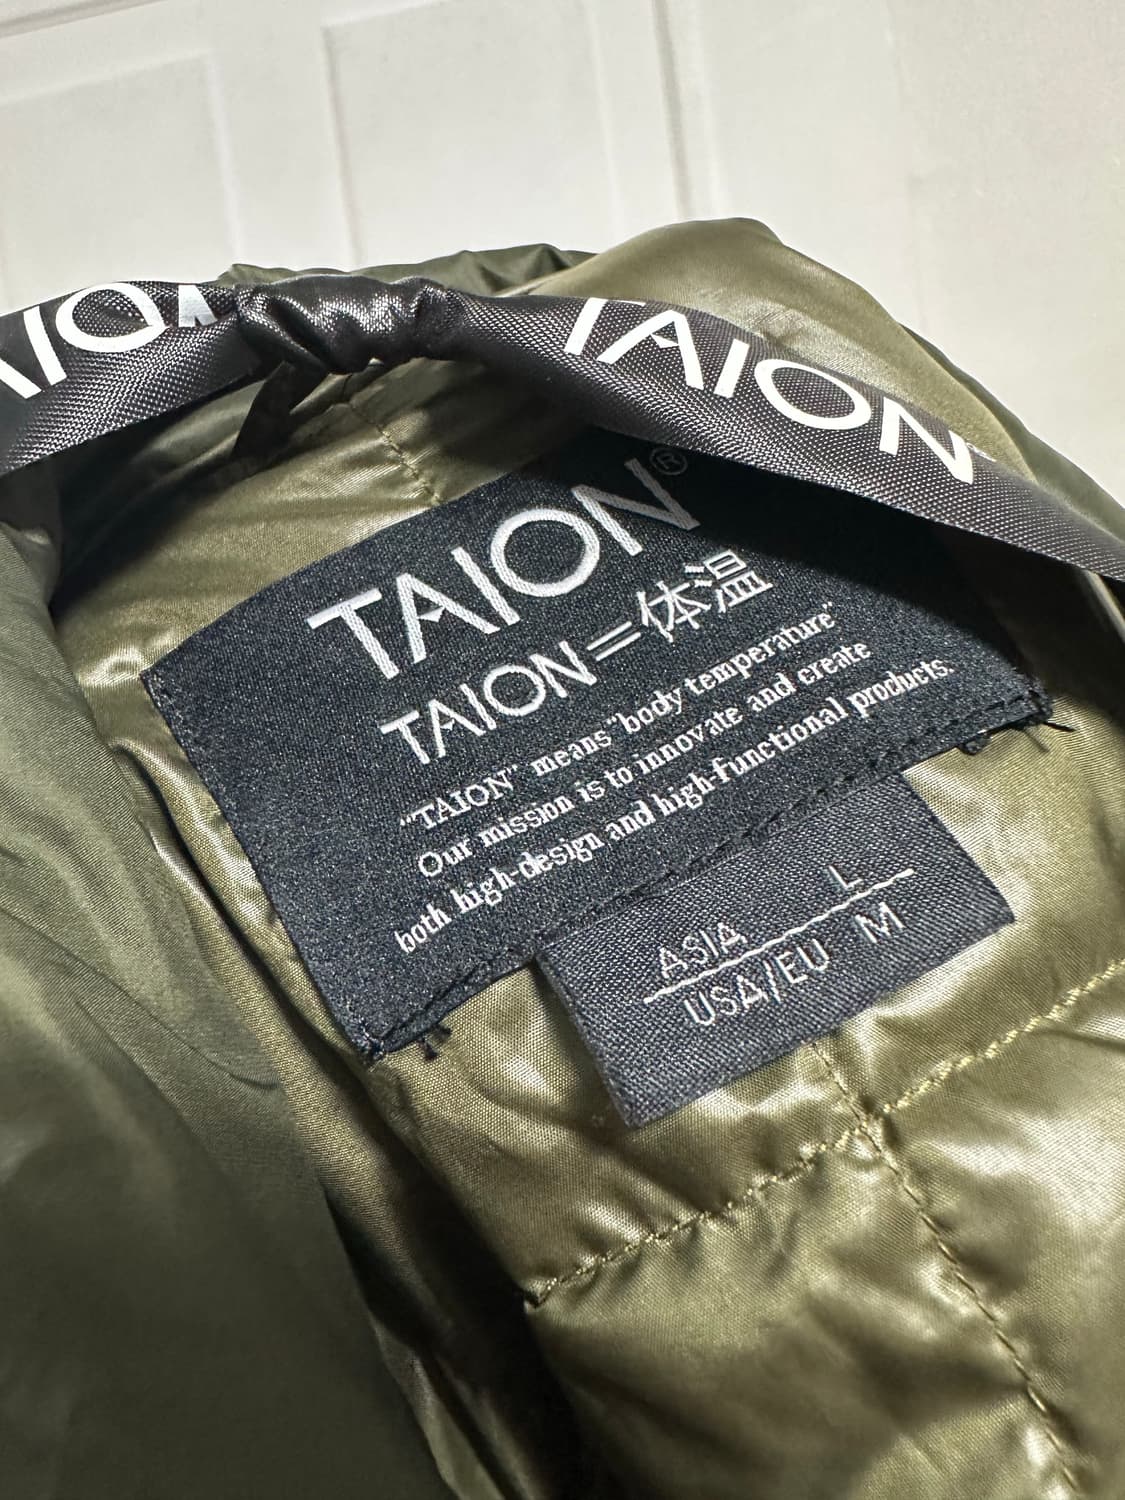 TAION
TAION
TAION®
TAION=体温
"TAION" means "body temperature"
Our mission is to innovate and create
both high-design and high-functional products.
ASIA L
USA/EU M